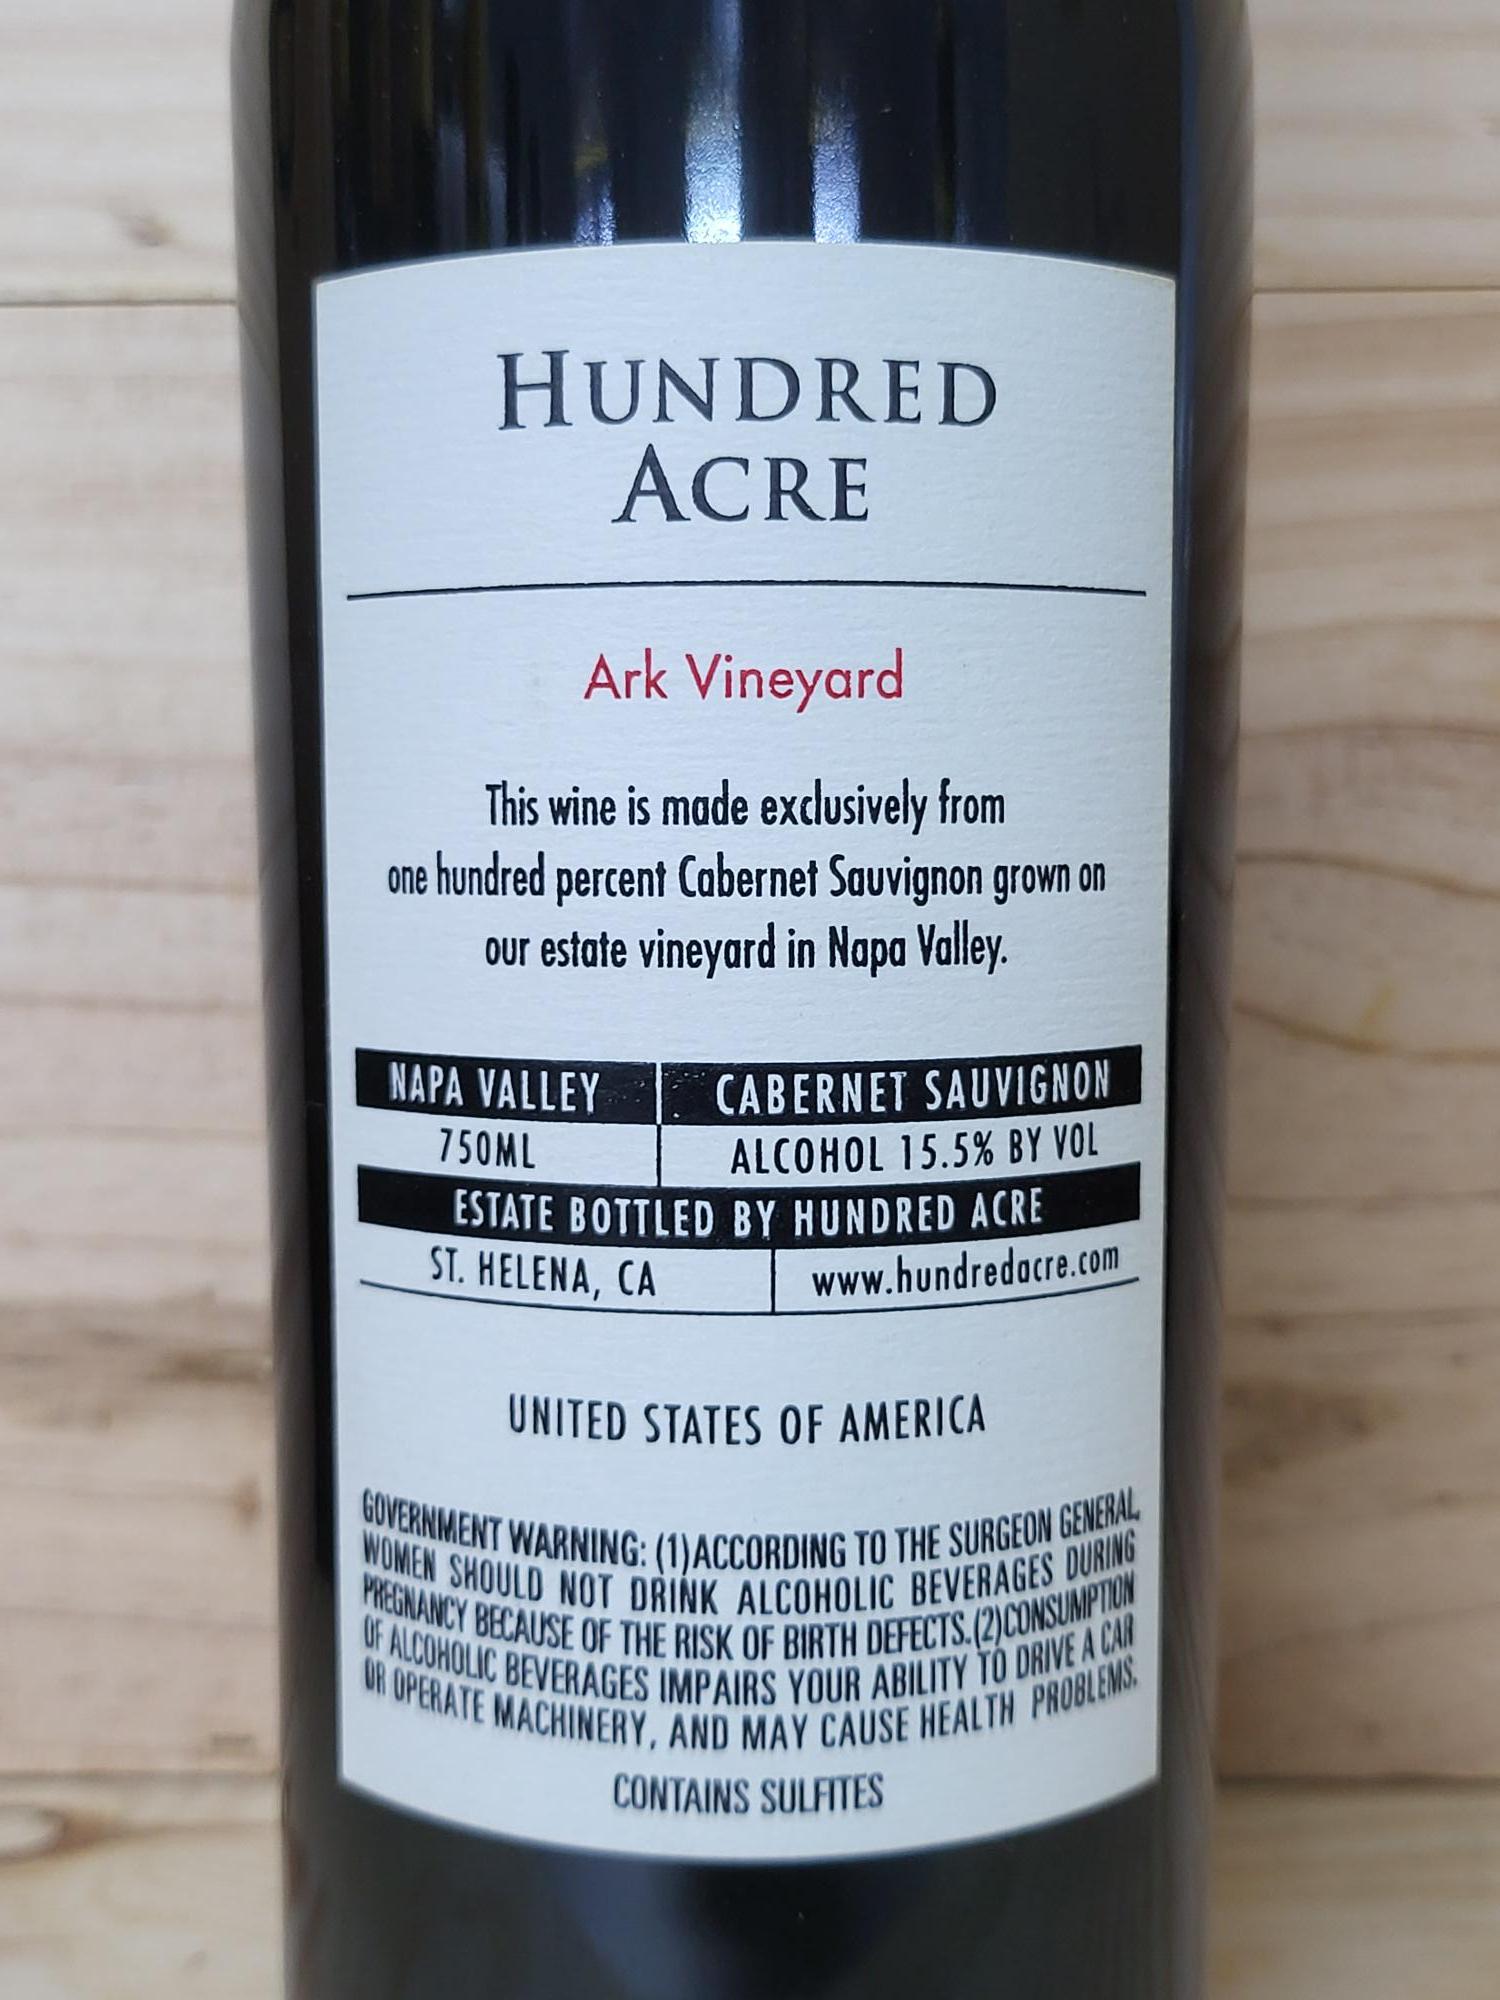 HUNDRED
ACRE
Ark Vineyard
This wine is made exclusively from
one hundred percent Cabernet Sauvignon grown on
our estate vineyard in Napa Valley.
NAPA VALLEY CABERNET SAUVIGNON
750ML ALCOHOL 15.5% BY VOL
ESTATE BOTTLED BY HUNDRED ACRE
ST. HELENA, CA www.hundredacre.com
UNITED STATES OF AMERICA
GOVERNMENT WARNING: (1)ACCORDING TO THE SURGEON GENERAL,
WOMEN SHOULD NOT DRINK ALCOHOLIC BEVERAGES DURING
PREGNANCY BECAUSE OF THE RISK OF BIRTH DEFECTS.(2)CONSUMPTION
OF ALCOHOLIC BEVERAGES IMPAIRS YOUR ABILITY TO DRIVE A CAR
OR OPERATE MACHINERY, AND MAY CAUSE HEALTH PROBLEMS.
CONTAINS SULFITES